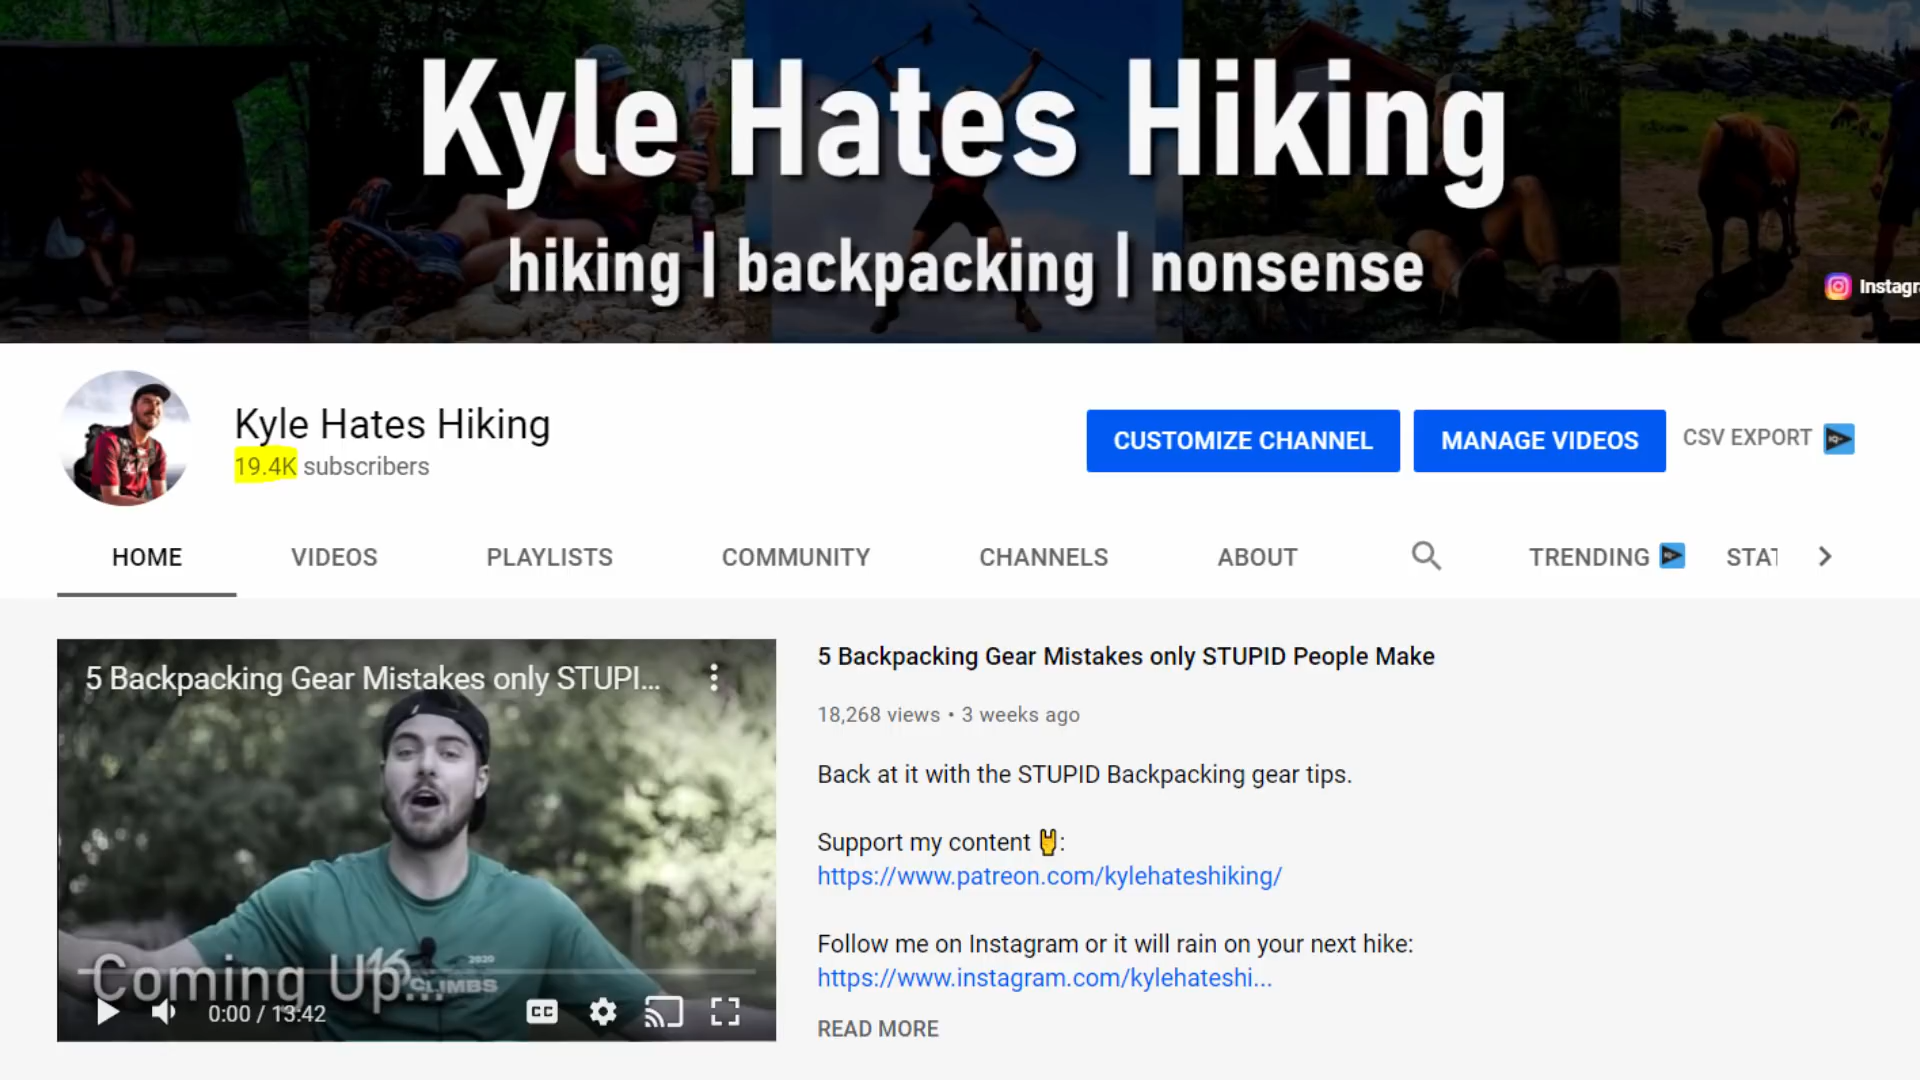 Kyle Hates Hiking
hiking | backpacking | nonsense
Instagr
Kyle Hates Hiking
19.4K subscribers
CUSTOMIZE CHANNEL
MANAGE VIDEOS
CSV EXPORT
HOME
VIDEOS
PLAYLISTS
COMMUNITY
CHANNELS
ABOUT
TRENDING
STAT
5 Backpacking Gear Mistakes only STUPI...
Coming Up...
2020
CLIMBS
0:00 / 13:42
CC
5 Backpacking Gear Mistakes only STUPID People Make
18,268 views • 3 weeks ago
Back at it with the STUPID Backpacking gear tips.
Support my content 🤘:
https://www.patreon.com/kylehateshiking/
Follow me on Instagram or it will rain on your next hike:
https://www.instagram.com/kylehateshi...
READ MORE